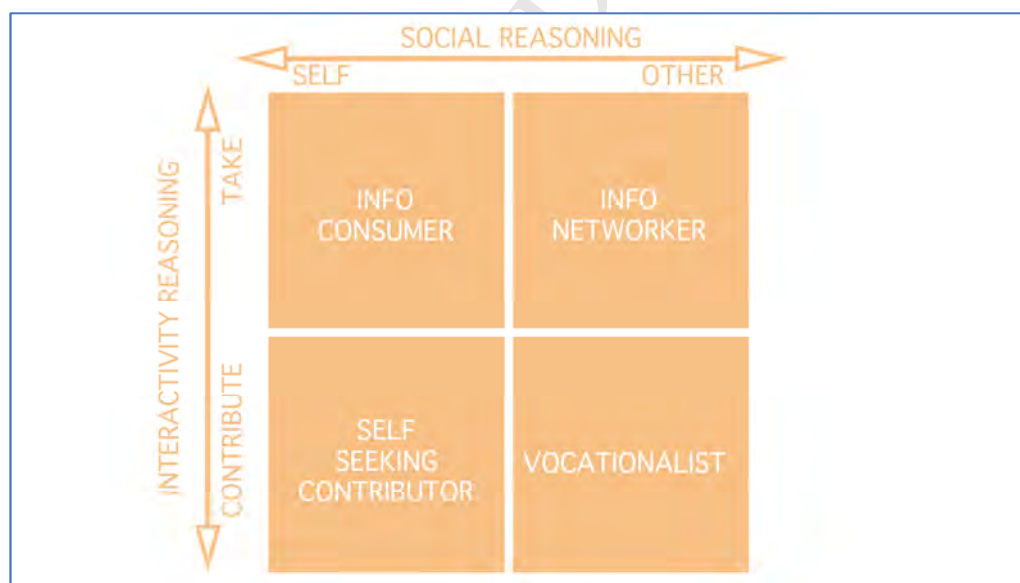 SOCIAL REASONING
SELF
OTHER
INTERACTIVITY REASONING
TAKE
CONTRIBUTE
INFO
CONSUMER
INFO
NETWORKER
SELF
SEEKING
CONTRIBUTOR
VOCATIONALIST